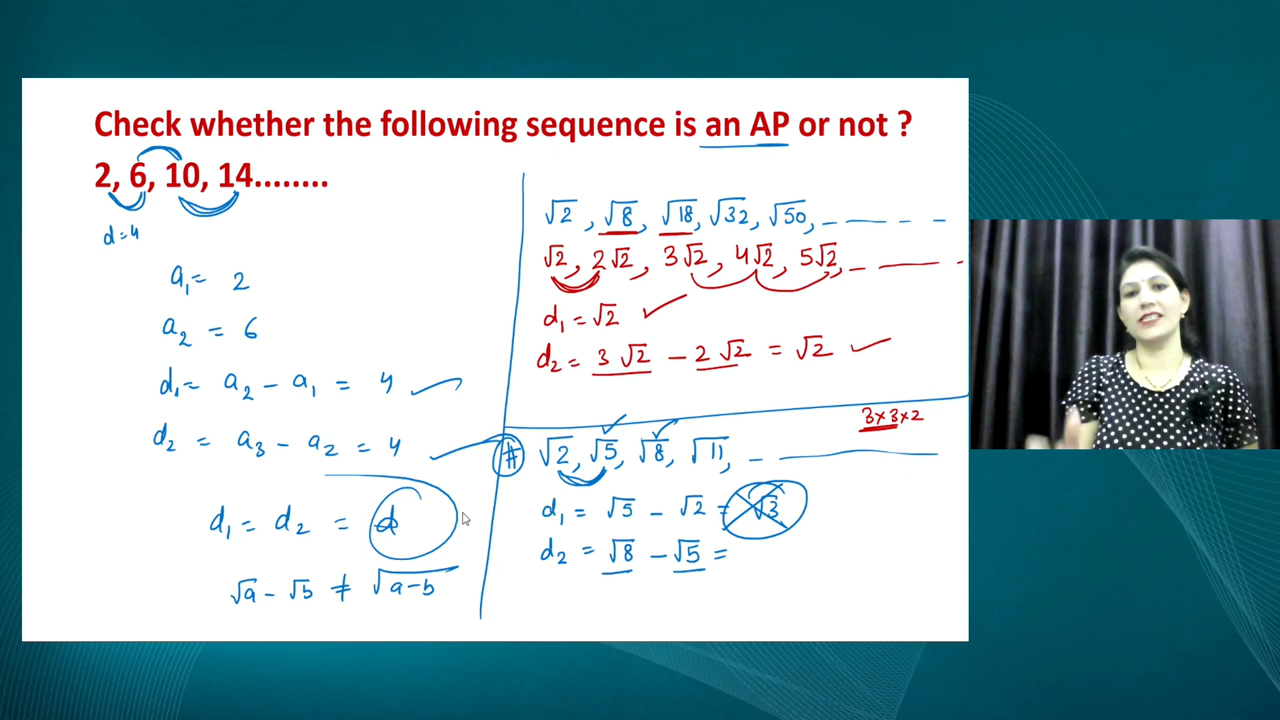 Check whether the following sequence is an AP or not ?
2, 6, 10, 14........
d=4
a₁= 2
a₂ = 6
d₁= a₂ - a₁ = 4
d₂ = a₃ - a₂ = 4
d₁ = d₂ = d
√a - √b ≠ √a-b
√2, √8, √18, √32, √50, - - - - -
√2, 2√2, 3√2, 4√2, 5√2, - - -
d₁ = √2
d₂ = 3√2 - 2√2 = √2
3×3×2
# √2, √5, √8, √11, - -
d₁ = √5 - √2 = √3
d₂ = √8 - √5 =